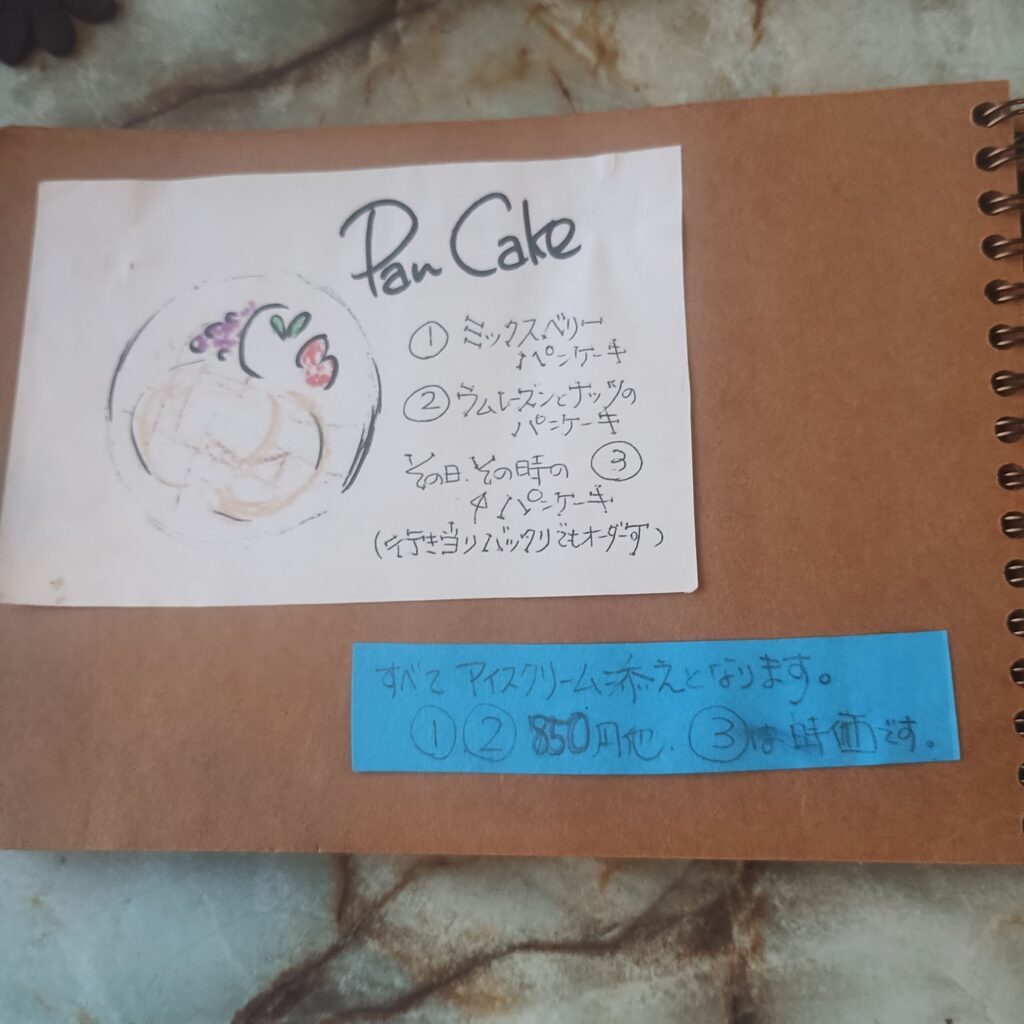 Pan Cake
① ミックスベリー
パンケーキ
② ラムレーズンとナッツの
パンケーキ
その日、その時の ③
パンケーキ
(行き当りバッタリでもオーダー可)
すべてアイスクリーム添えとなります。
①② 850円他. ③は時価です。